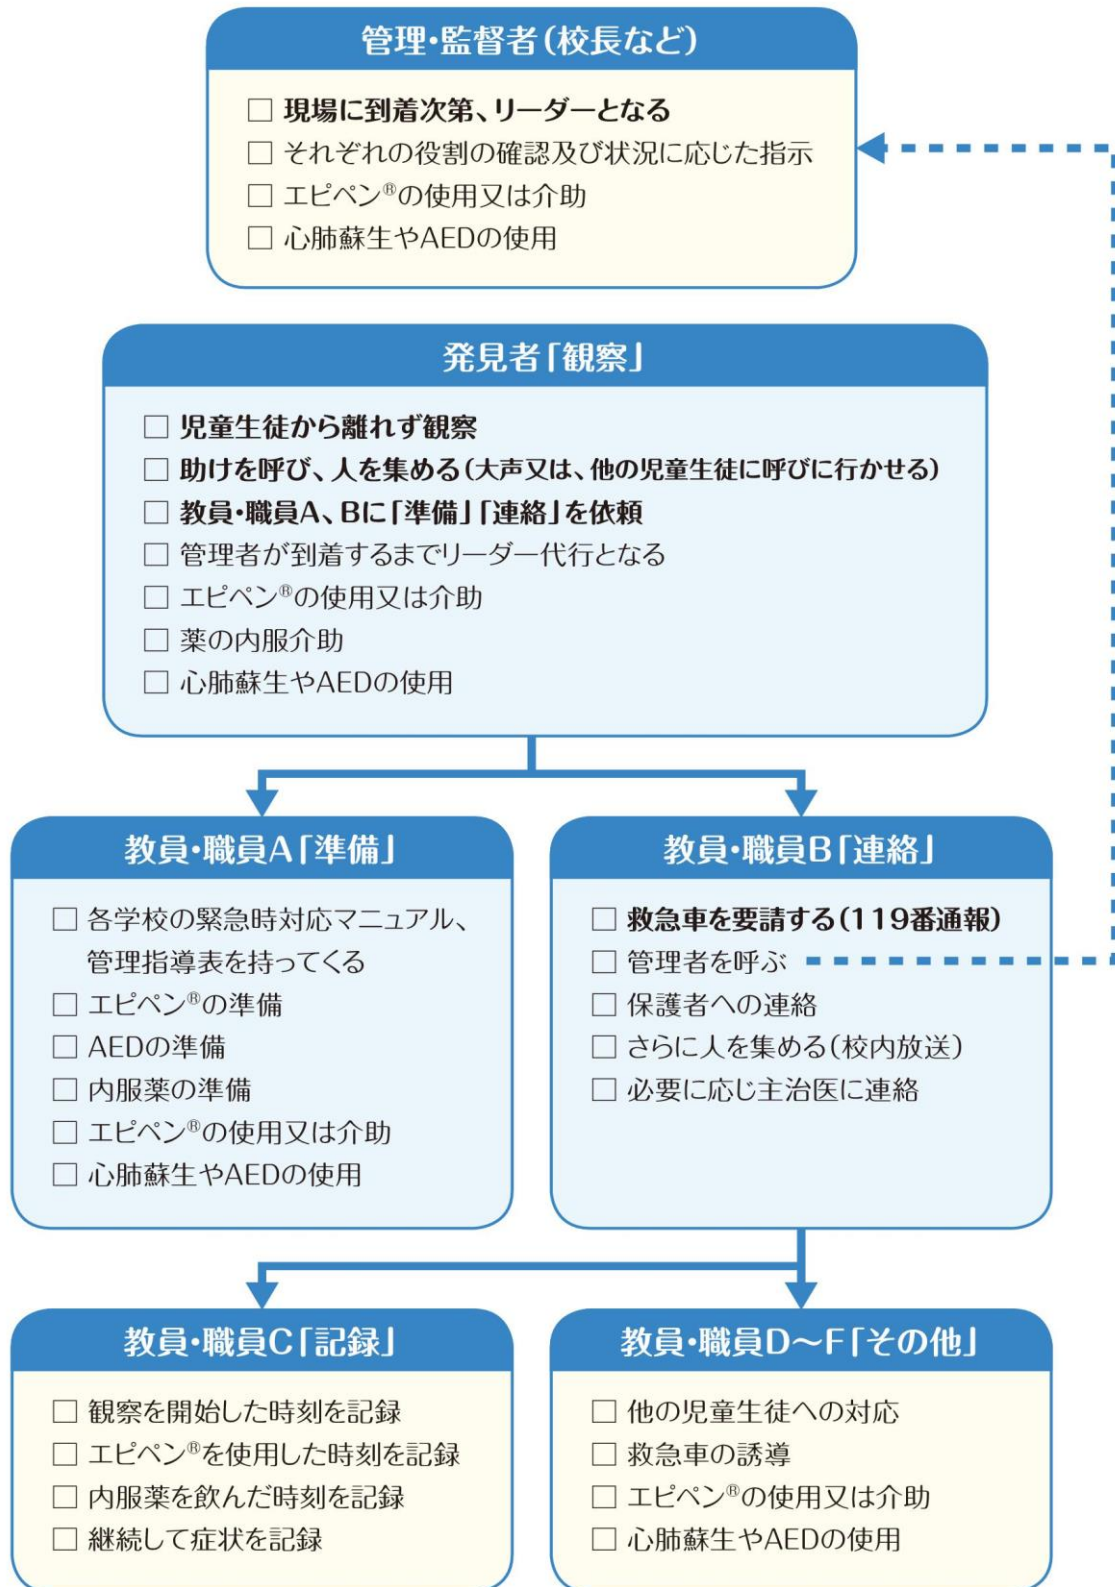 管理・監督者（校長など）
□ 現場に到着次第、リーダーとなる
□ それぞれの役割の確認及び状況に応じた指示
□ エピペン®の使用又は介助
□ 心肺蘇生やAEDの使用
発見者「観察」
□ 児童生徒から離れず観察
□ 助けを呼び、人を集める（大声又は、他の児童生徒に呼びに行かせる）
□ 教員・職員A、Bに「準備」「連絡」を依頼
□ 管理者が到着するまでリーダー代行となる
□ エピペン®の使用又は介助
□ 薬の内服介助
□ 心肺蘇生やAEDの使用
教員・職員A「準備」
□ 各学校の緊急時対応マニュアル、
管理指導表を持ってくる
□ エピペン®の準備
□ AEDの準備
□ 内服薬の準備
□ エピペン®の使用又は介助
□ 心肺蘇生やAEDの使用
教員・職員B「連絡」
□ 救急車を要請する（119番通報）
□ 管理者を呼ぶ
□ 保護者への連絡
□ さらに人を集める（校内放送）
□ 必要に応じ主治医に連絡
教員・職員C「記録」
□ 観察を開始した時刻を記録
□ エピペン®を使用した時刻を記録
□ 内服薬を飲んだ時刻を記録
□ 継続して症状を記録
教員・職員D～F「その他」
□ 他の児童生徒への対応
□ 救急車の誘導
□ エピペン®の使用又は介助
□ 心肺蘇生やAEDの使用